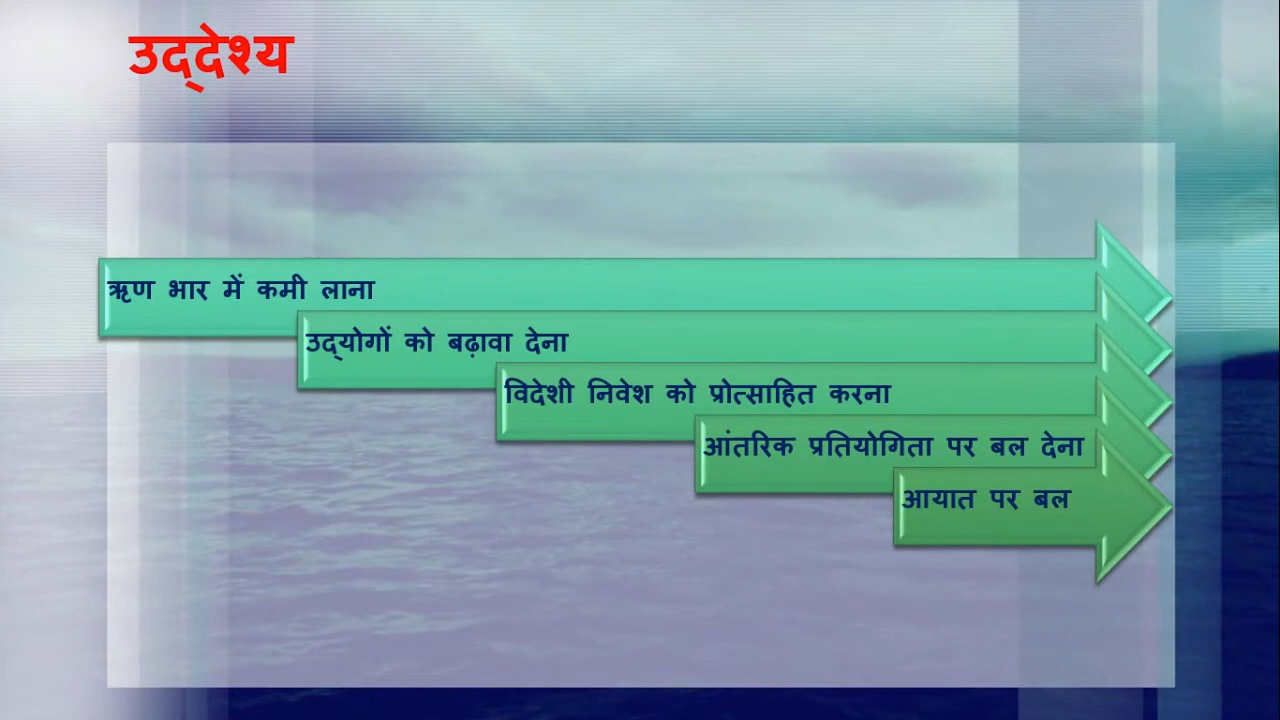 उद्देश्य
ऋण भार में कमी लाना
उद्योगों को बढ़ावा देना
विदेशी निवेश को प्रोत्साहित करना
आंतरिक प्रतियोगिता पर बल देना
आयात पर बल